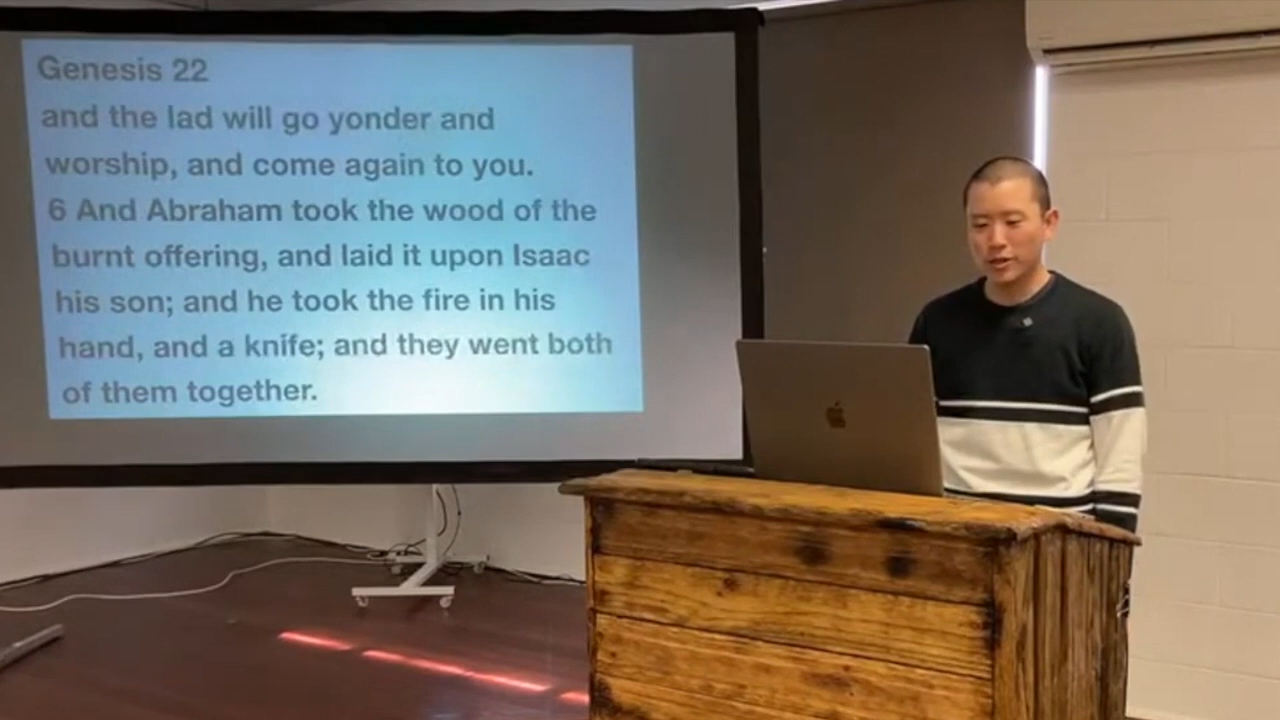 Genesis 22
and the lad will go yonder and
worship, and come again to you.
6 And Abraham took the wood of the
burnt offering, and laid it upon Isaac
his son; and he took the fire in his
hand, and a knife; and they went both
of them together.